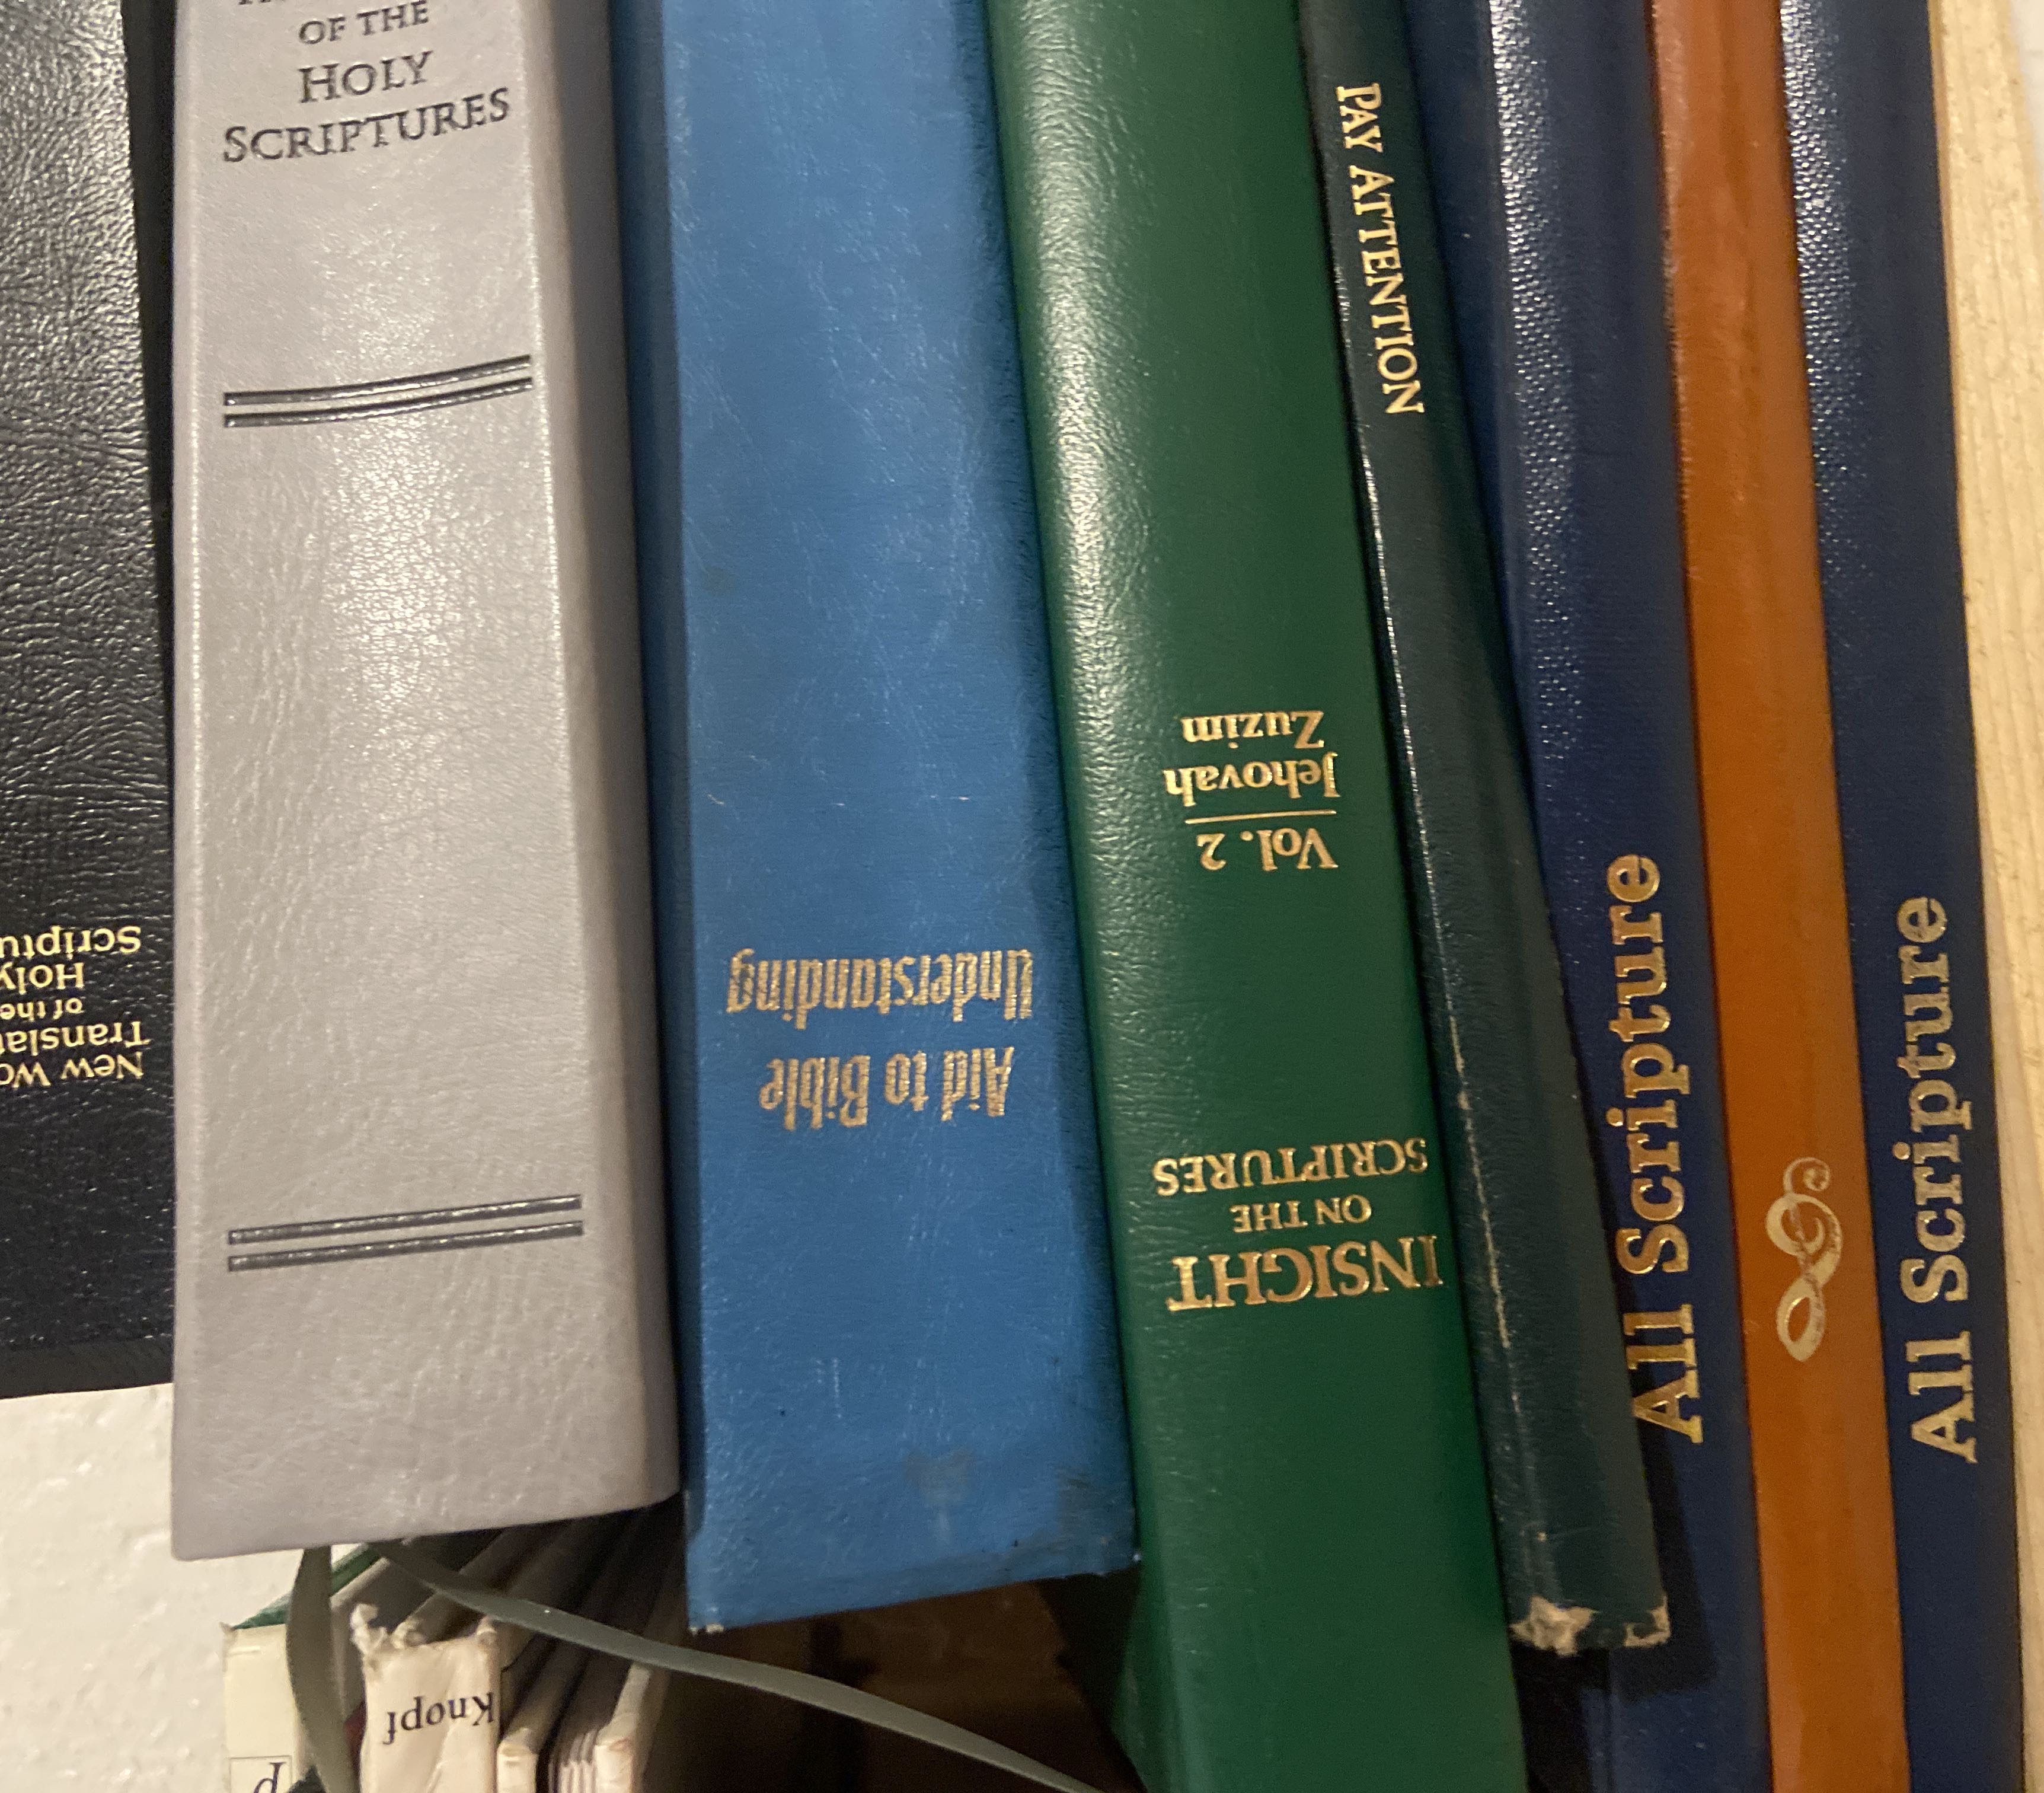 New Wo
Translat
of the
Holy
Scriptu
OF THE
HOLY
SCRIPTURES
Aid to Bible
Understanding
INSIGHT
ON THE
SCRIPTURES
Vol. 2
Jehovah
Zuzim
PAY ATTENTION
All Scripture
All Scripture
Knopf